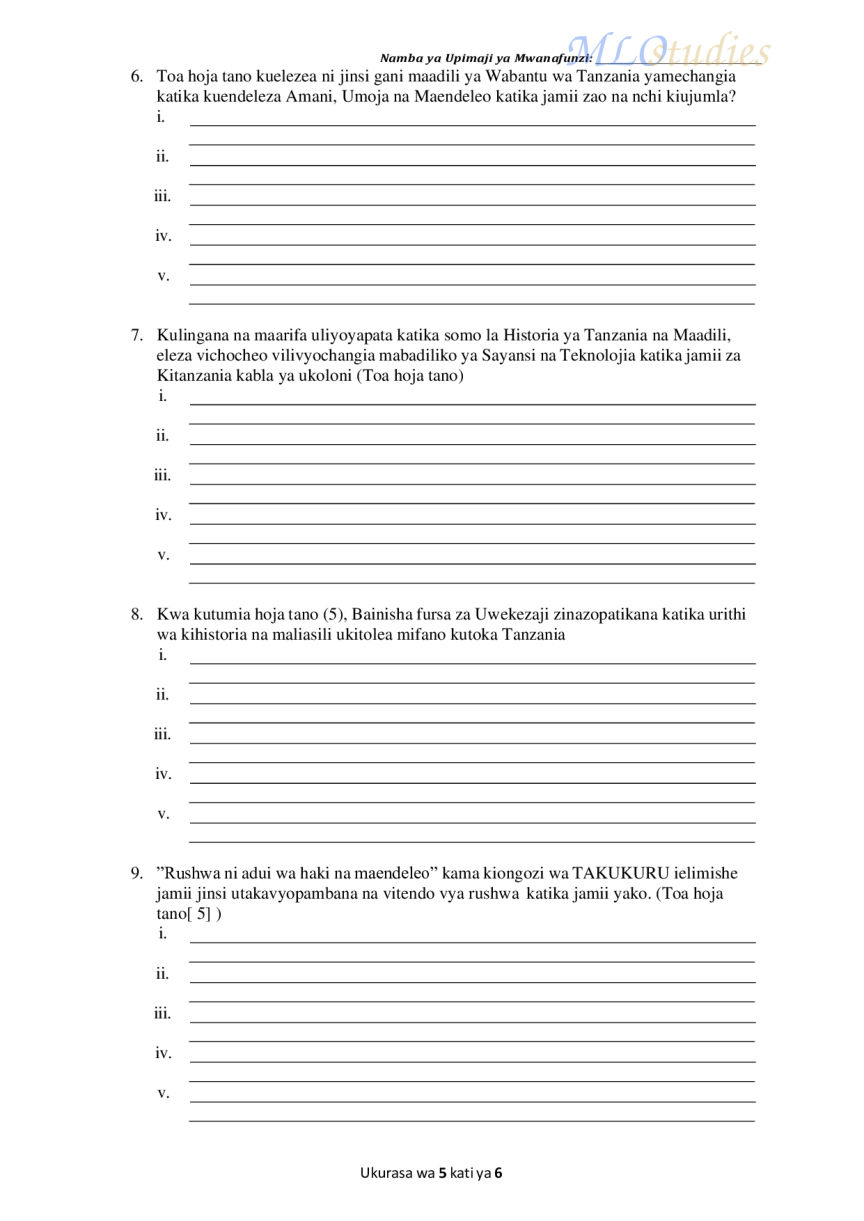 MLOstudies
Namba ya Upimaji ya Mwanafunzi:
6. Toa hoja tano kuelezea ni jinsi gani maadili ya Wabantu wa Tanzania yamechangia
katika kuendeleza Amani, Umoja na Maendeleo katika jamii zao na nchi kiujumla?
i.
ii.
iii.
iv.
v.
7. Kulingana na maarifa uliyoyapata katika somo la Historia ya Tanzania na Maadili,
eleza vichocheo vilivyochangia mabadiliko ya Sayansi na Teknolojia katika jamii za
Kitanzania kabla ya ukoloni (Toa hoja tano)
i.
ii.
iii.
iv.
v.
8. Kwa kutumia hoja tano (5), Bainisha fursa za Uwekezaji zinazopatikana katika urithi
wa kihistoria na maliasili ukitolea mifano kutoka Tanzania
i.
ii.
iii.
iv.
v.
9. ”Rushwa ni adui wa haki na maendeleo” kama kiongozi wa TAKUKURU ielimishe
jamii jinsi utakavyopambana na vitendo vya rushwa katika jamii yako. (Toa hoja
tano[ 5] )
i.
ii.
iii.
iv.
v.
Ukurasa wa 5 kati ya 6